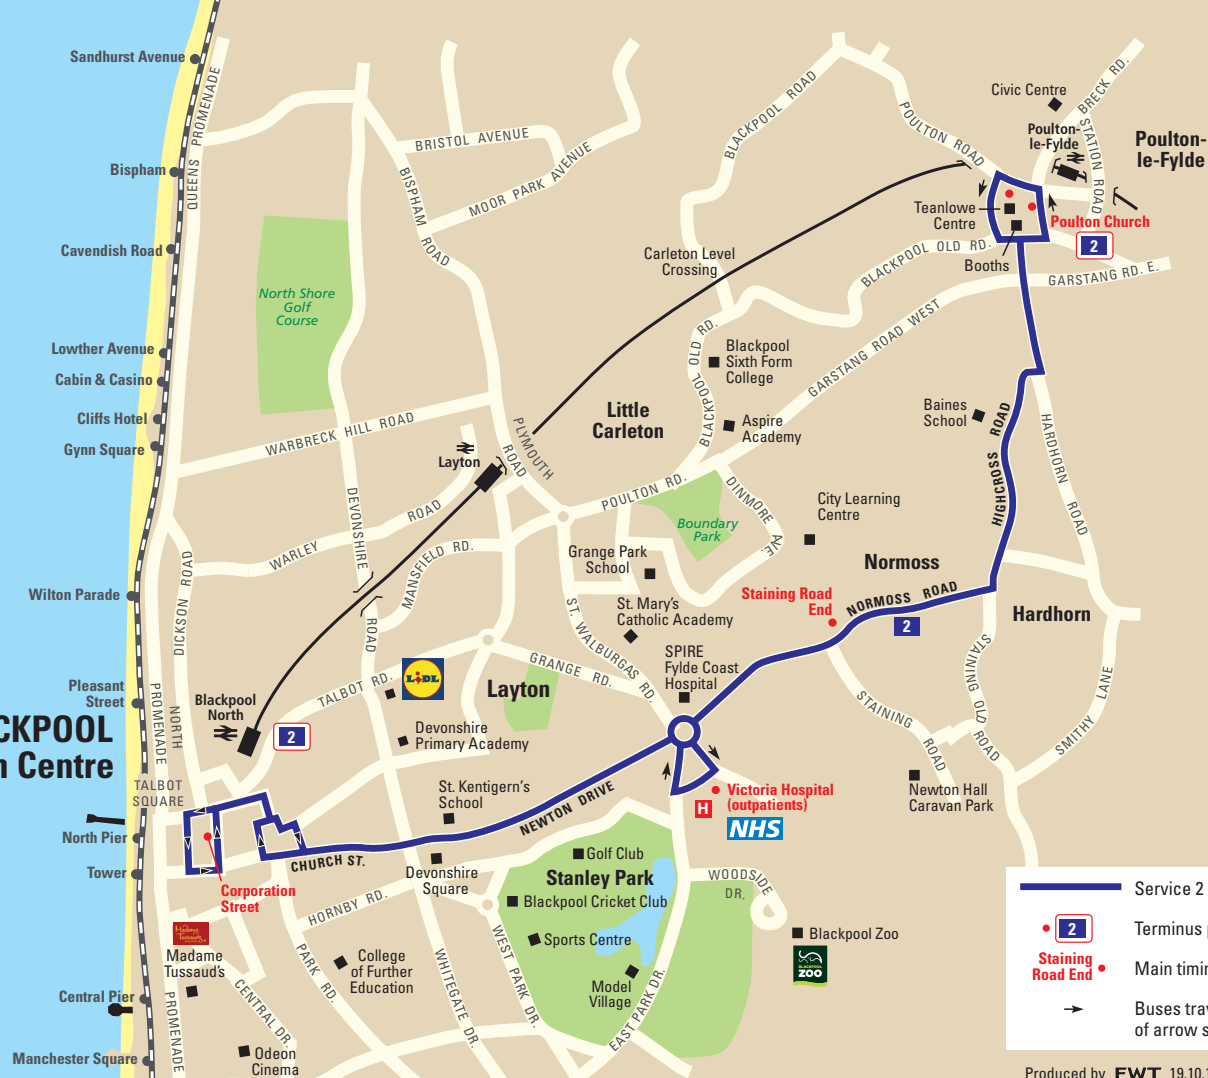 Sandhurst Avenue
Bispham
Cavendish Road
Lowther Avenue
Cabin & Casino
Cliffs Hotel
Gynn Square
Wilton Parade
Pleasant
Street
CKPOOL
n Centre
North Pier
Tower
Central Pier
Manchester Square
QUEENS PROMENADE
North Shore
Golf
Course
BRISTOL AVENUE
MOOR PARK AVENUE
BISPHAM ROAD
BLACKPOOL ROAD
POULTON ROAD
Civic Centre
BRECK RD.
STATION ROAD
Poulton-
le-Fylde
Poulton-
le-Fylde
Teanlowe
Centre
Poulton Church
2
Booths
Carleton Level
Crossing
BLACKPOOL OLD RD.
GARSTANG RD. E.
GARSTANG ROAD WEST
BLACKPOOL OLD RD.
Blackpool
Sixth Form
College
Aspire
Academy
Little
Carleton
Baines
School
HIGHCROSS ROAD
HARDHORN ROAD
WARBRECK HILL ROAD
Layton
PLYMOUTH
ROAD
POULTON RD.
DINMORE
AVE.
Boundary
Park
City Learning
Centre
Normoss
NORMOSS ROAD
2
Hardhorn
DEVONSHIRE
ROAD
WARLEY ROAD
MANSFIELD RD.
DICKSON ROAD
Grange Park
School
St. Mary's
Catholic Academy
Staining Road
End
SPIRE
Fylde Coast
Hospital
ST. WALBURGAS RD.
GRANGE RD.
Layton
TALBOT RD.
LIDL
Devonshire
Primary Academy
Blackpool
North
2
PROMENADE
NORTH
TALBOT
SQUARE
STAINING
ROAD
STAINING OLD ROAD
SMITHY LANE
Newton Hall
Caravan Park
St. Kentigern's
School
NEWTON DRIVE
CHURCH ST.
Victoria Hospital
(outpatients)
H
NHS
Corporation
Street
Devonshire
Square
HORNBY RD.
Golf Club
Stanley Park
Blackpool Cricket Club
Sports Centre
Model
Village
WOODSIDE
DR.
Blackpool Zoo
BLACKPOOL
ZOO
Madame
Tussaud's
Madame
Tussaud's
College
of Further
Education
PARK RD.
WHITEGATE DR.
WEST PARK DR.
EAST PARK DR.
CENTRAL DR.
PROMENADE
Odeon
Cinema
Service 2
2
Terminus
Staining
Road End
Main timin
Buses trav
of arrow s
Produced by FWT 19.10.1